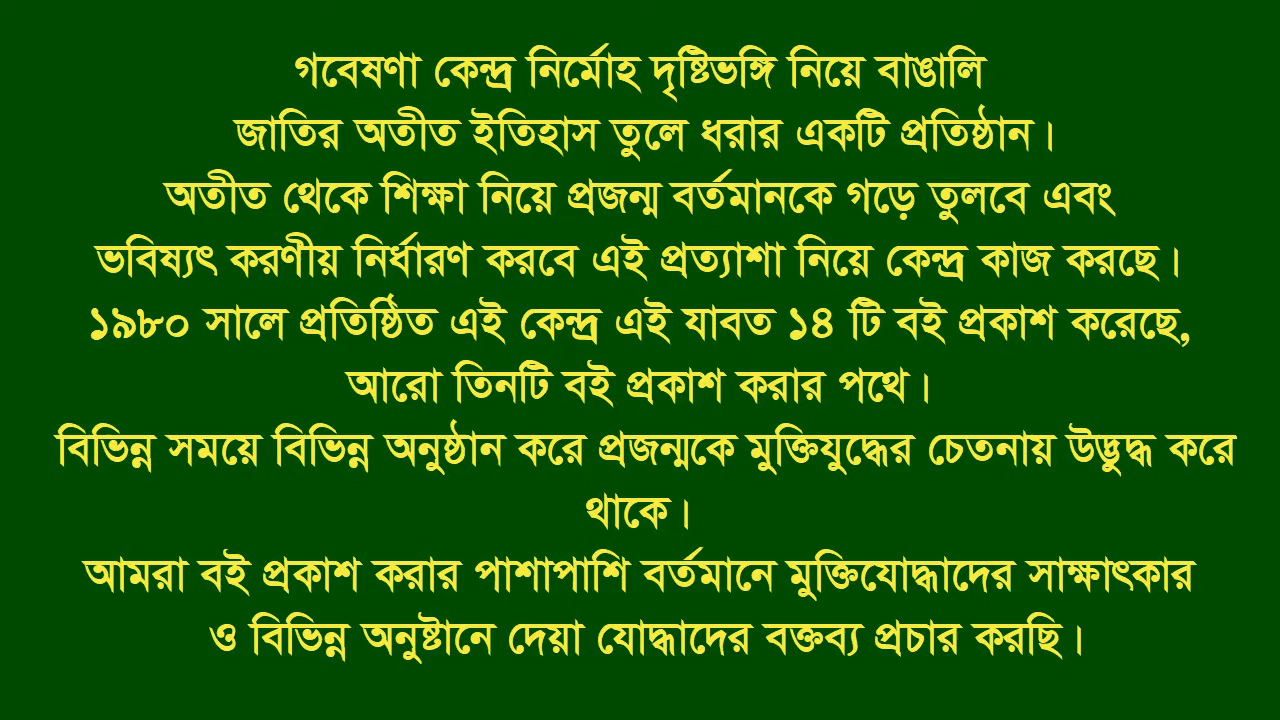 গবেষণা কেন্দ্র নির্মোহ দৃষ্টিভঙ্গি নিয়ে বাঙালি
জাতির অতীত ইতিহাস তুলে ধরার একটি প্রতিষ্ঠান।
অতীত থেকে শিক্ষা নিয়ে প্রজন্ম বর্তমানকে গড়ে তুলবে এবং
ভবিষ্যৎ করণীয় নির্ধারণ করবে এই প্রত্যাশা নিয়ে কেন্দ্র কাজ করছে।
১৯৮০ সালে প্রতিষ্ঠিত এই কেন্দ্র এই যাবত ১৪ টি বই প্রকাশ করেছে,
আরো তিনটি বই প্রকাশ করার পথে।
বিভিন্ন সময়ে বিভিন্ন অনুষ্ঠান করে প্রজন্মকে মুক্তিযুদ্ধের চেতনায় উদ্ভুদ্ধ করে
থাকে।
আমরা বই প্রকাশ করার পাশাপাশি বর্তমানে মুক্তিযোদ্ধাদের সাক্ষাৎকার
ও বিভিন্ন অনুষ্টানে দেয়া যোদ্ধাদের বক্তব্য প্রচার করছি।